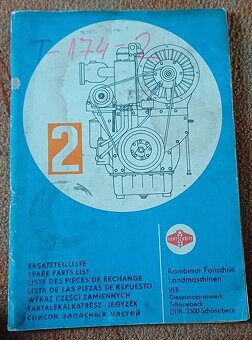 T-174-2
2
ERSATZTEILLISTE
SPARE PARTS LIST
LISTE DES PIECES DE RECHANGE
LISTA DE LAS PIEZAS DE REPUESTO
WYKAZ CZĘŚCI ZAMIENNYCH
TARTALÉKALKATRÉSZ - JEGYZÉK
СПИСОК ЗАПАСНЫХ ЧАСТЕЙ
FORTSCHRITT
Kombinat Fortschritt
Landmaschinen
VEB
Dieselmotorenwerk
Schönebeck
DDR-3300 Schönebeck